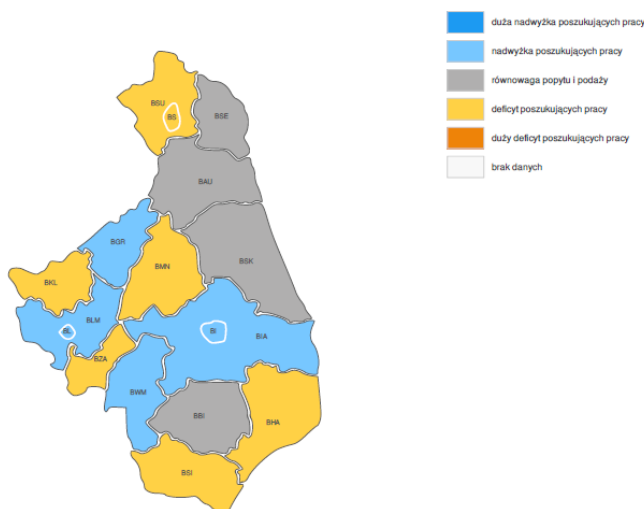 duża nadwyżka poszukujących pracy
nadwyżka poszukujących pracy
równowaga popytu i podaży
deficyt poszukujących pracy
duży deficyt poszukujących pracy
brak danych
BSU
BS
BSE
BAU
BGR
BSK
BMN
BKL
BL
BLM
BI
BIA
BZA
BWM
BBI
BHA
BSI